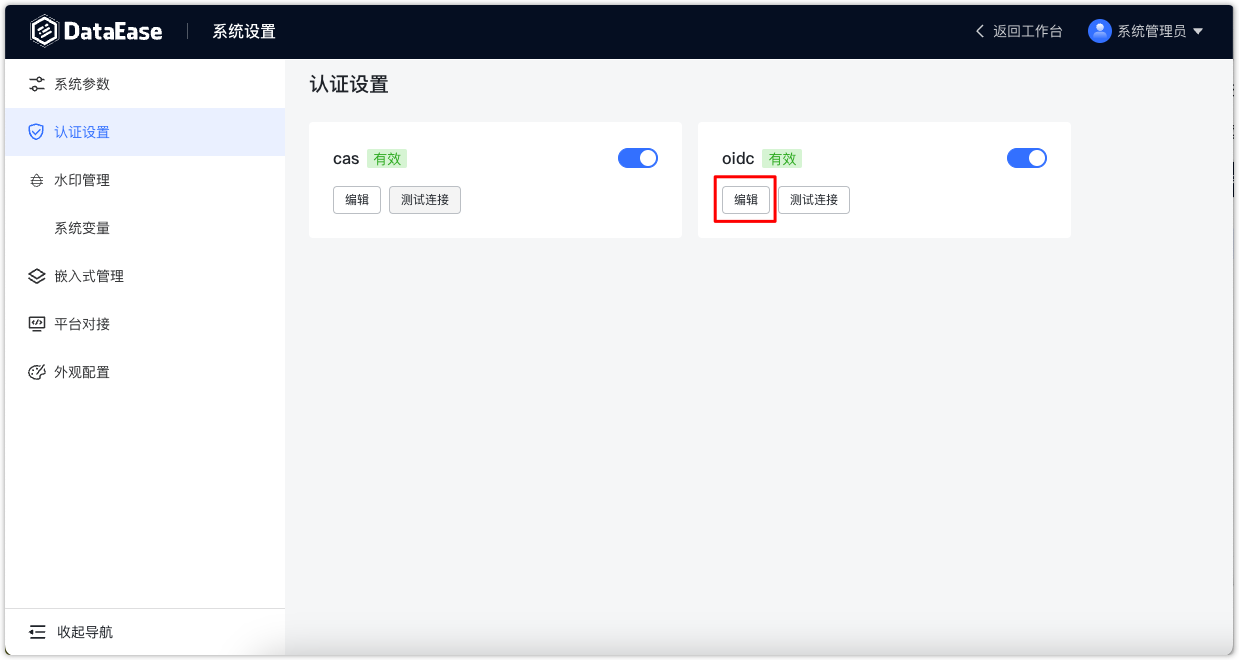 DataEase 系统设置 返回工作台 系统管理员
系统参数
认证设置
水印管理
系统变量
嵌入式管理
平台对接
外观配置
收起导航
认证设置
cas 有效
编辑 测试连接
oidc 有效
编辑 测试连接